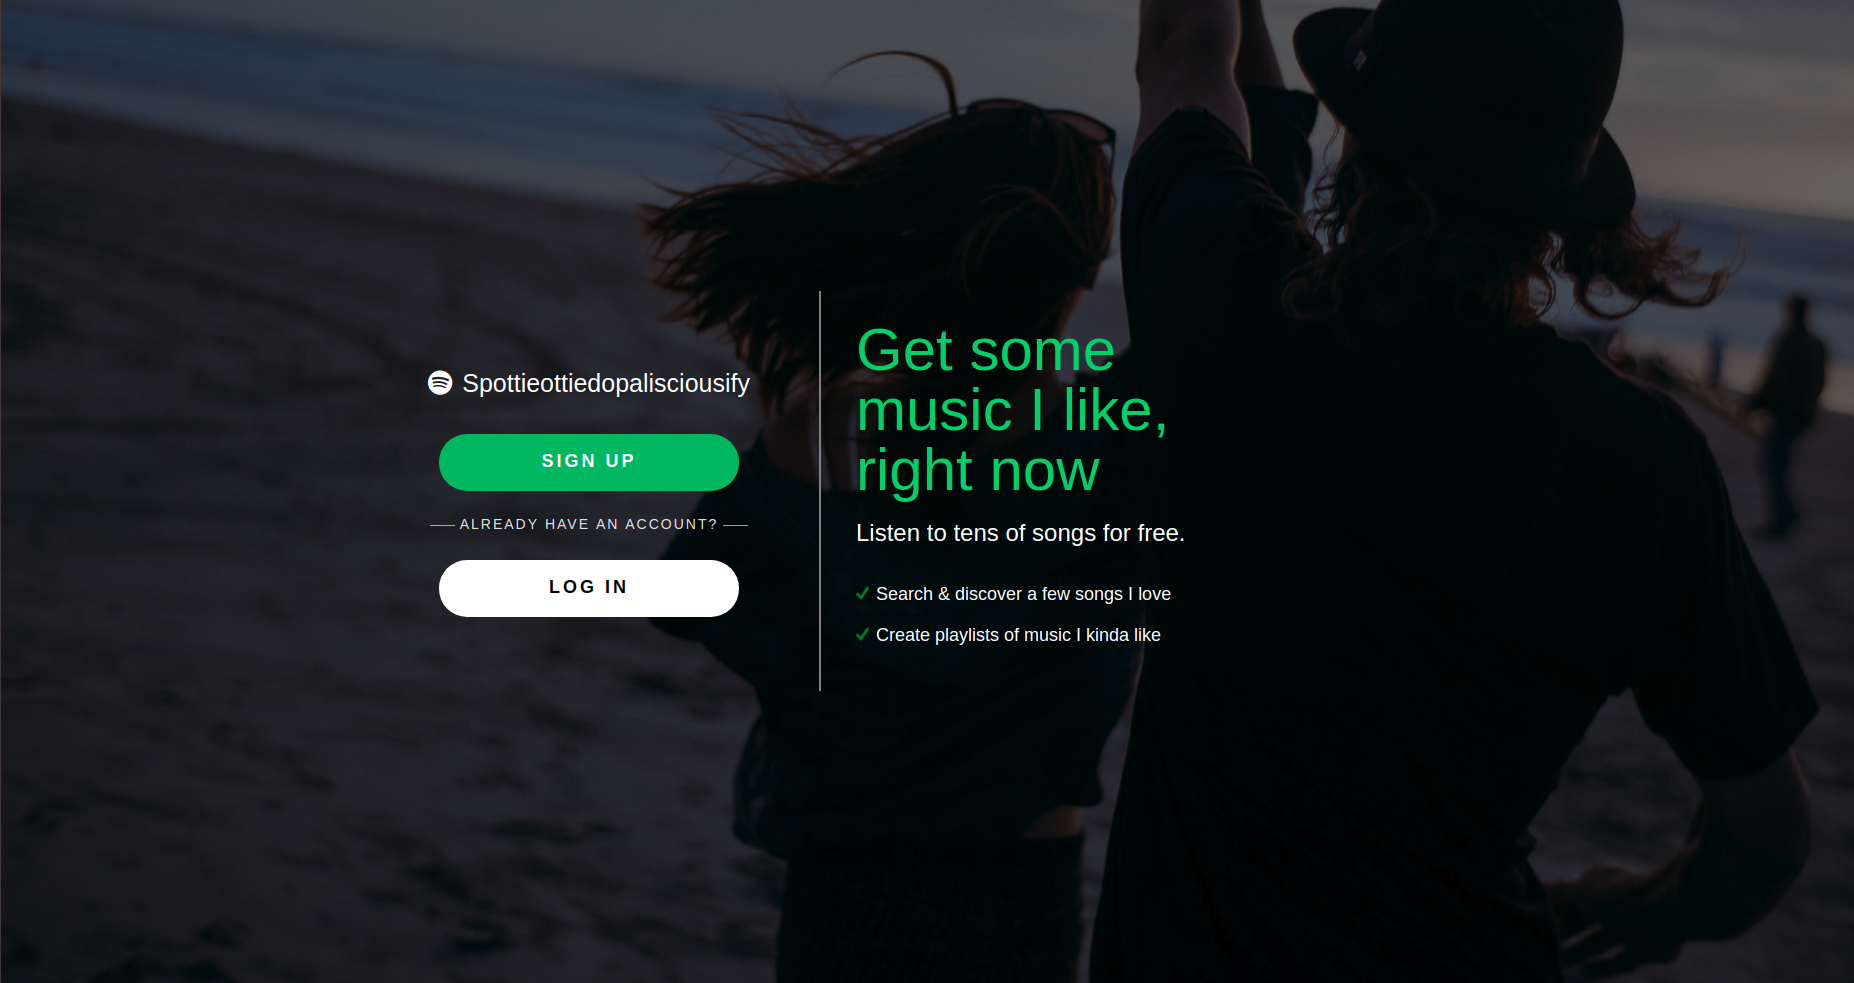 Spottieottiedopalisciousify
SIGN UP
ALREADY HAVE AN ACCOUNT?
LOG IN
Get some
music I like,
right now
Listen to tens of songs for free.
Search & discover a few songs I love
Create playlists of music I kinda like